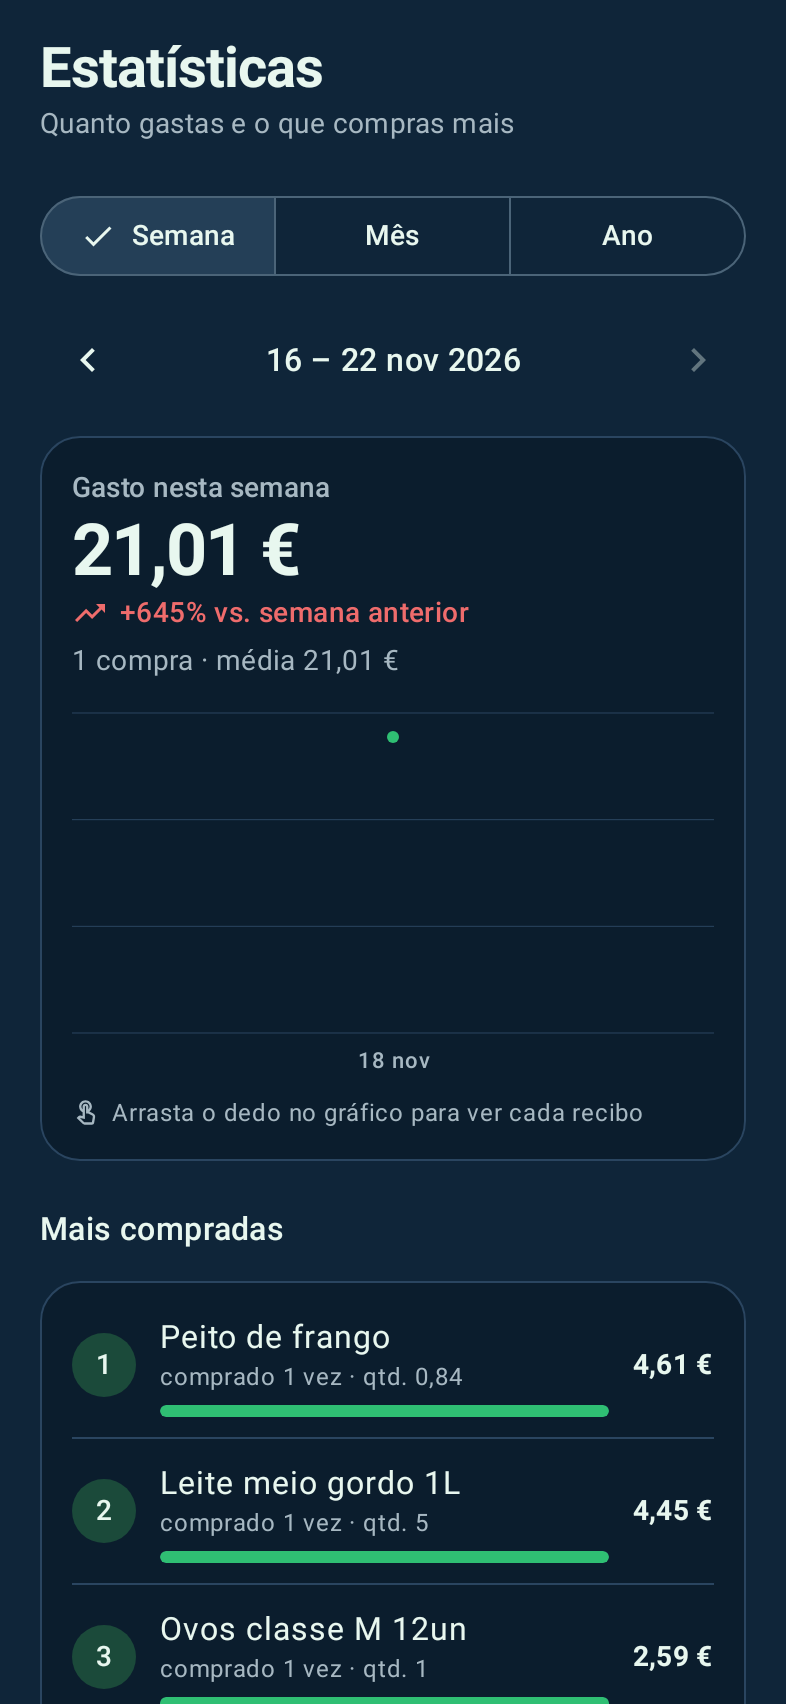 Estatísticas
Quanto gastas e o que compras mais
Semana
Mês
Ano
16 – 22 nov 2026
Gasto nesta semana
21,01 €
+645% vs. semana anterior
1 compra · média 21,01 €
18 nov
Arrasta o dedo no gráfico para ver cada recibo
Mais compradas
1
Peito de frango
comprado 1 vez · qtd. 0,84
4,61 €
2
Leite meio gordo 1L
comprado 1 vez · qtd. 5
4,45 €
3
Ovos classe M 12un
comprado 1 vez · qtd. 1
2,59 €